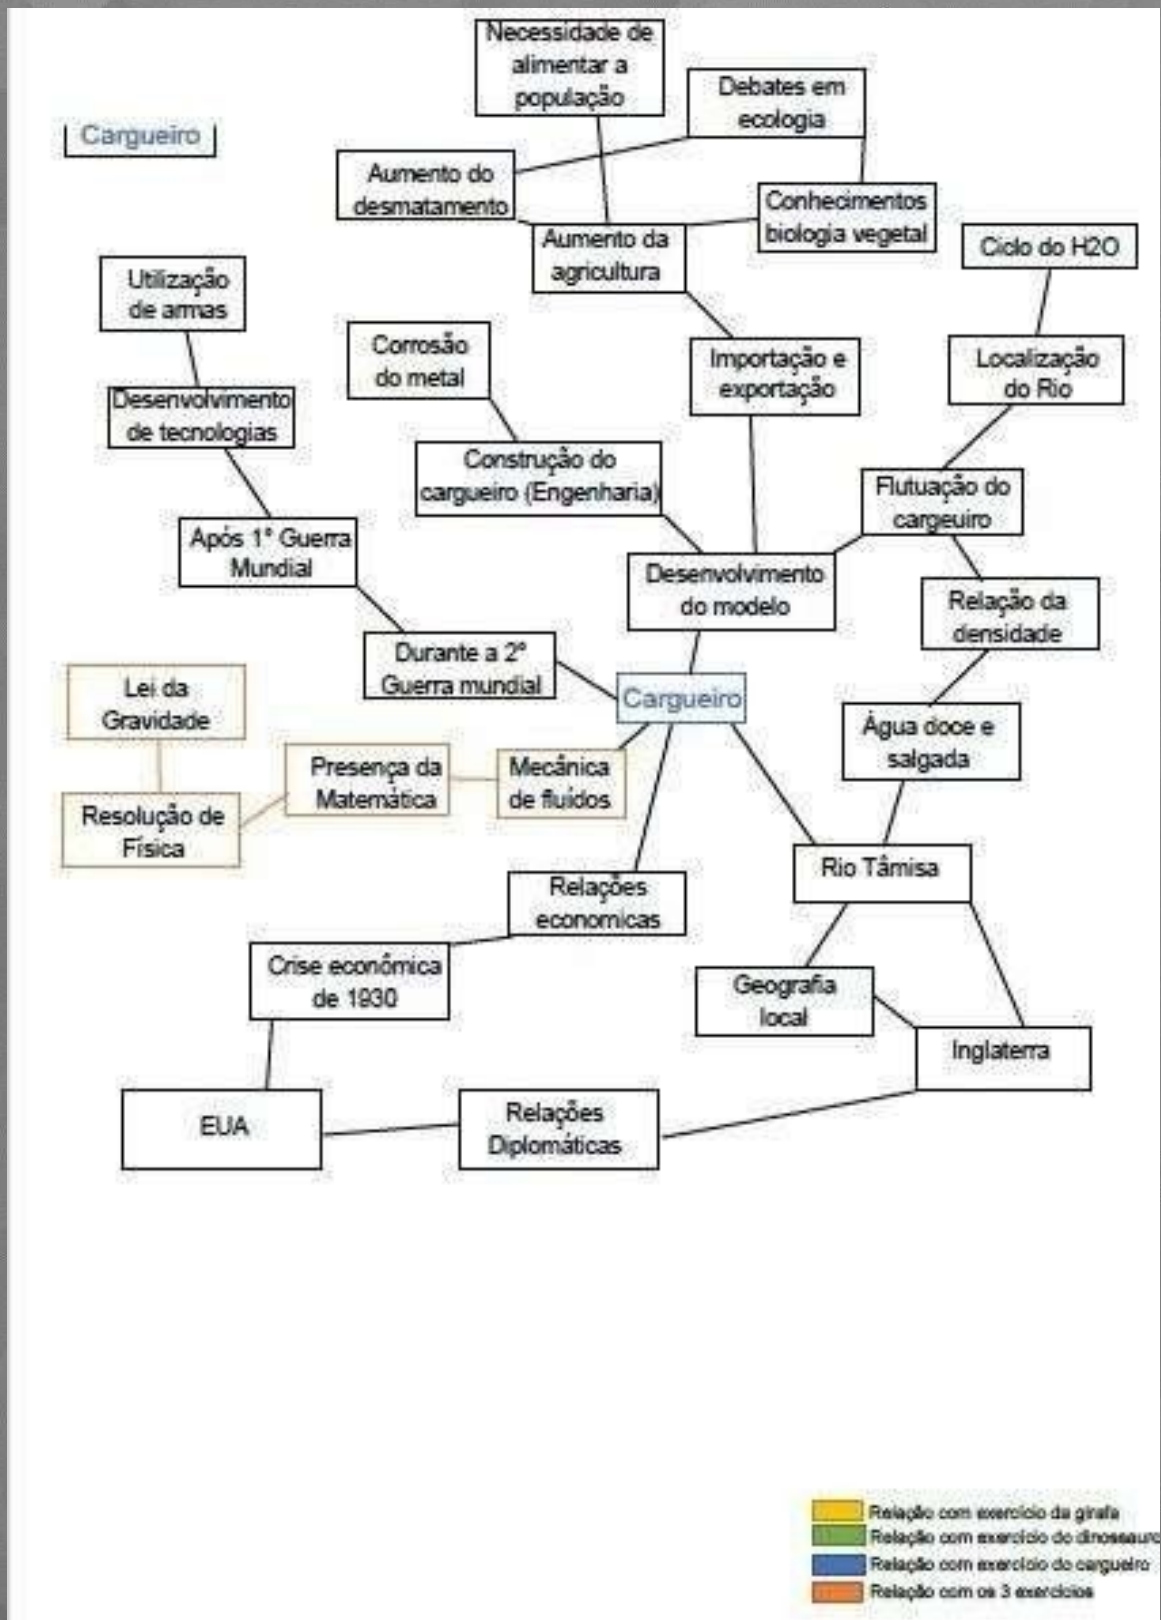 Necessidade de
alimentar a
população
Debates em
ecologia
Cargueiro
Aumento do
desmatamento
Conhecimentos
biologia vegetal
Aumento da
agricultura
Ciclo do H2O
Utilização
de armas
Corrosão
do metal
Importação e
exportação
Localização
do Rio
Desenvolvimento
de tecnologias
Construção do
cargueiro (Engenharia)
Flutuação do
cargeuiro
Após 1º Guerra
Mundial
Desenvolvimento
do modelo
Relação da
densidade
Durante a 2º
Guerra mundial
Cargueiro
Lei da
Gravidade
Água doce e
salgada
Presença da
Matemática
Mecânica
de fluídos
Resolução de
Física
Rio Tâmisa
Relações
economicas
Crise econômica
de 1930
Geografia
local
Inglaterra
EUA
Relações
Diplomáticas
Relação com exercício da girafa
Relação com exercício do dinossauro
Relação com exercício do cargueiro
Relação com os 3 exercícios